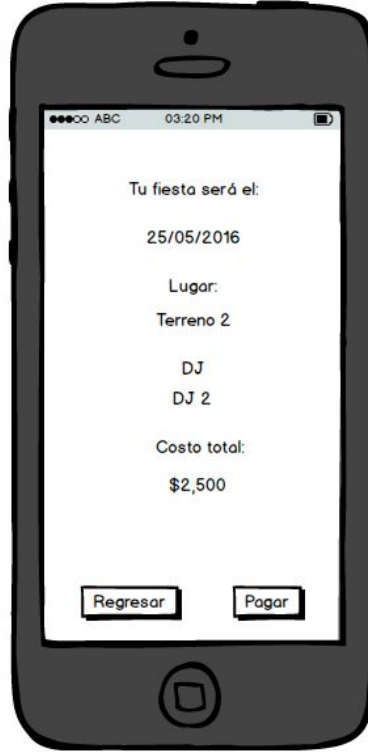 ABC 03:20 PM
Tu fiesta será el:
25/05/2016
Lugar:
Terreno 2
DJ
DJ 2
Costo total:
$2,500
Regresar Pagar